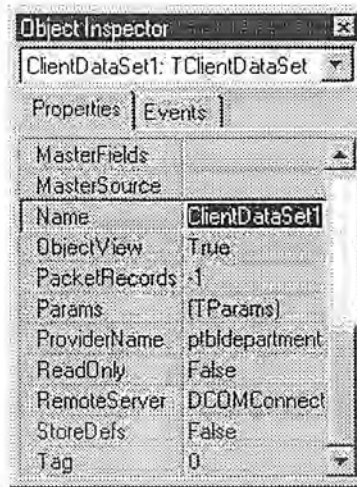 Object Inspector
ClientDataSet1: TClientDataSet
Properties Events
MasterFields
MasterSource
Name ClientDataSet1
ObjectView True
PacketRecords -1
Params (TParams)
ProviderName ptbldepartment
ReadOnly False
RemoteServer DCOMConnect
StoreDefs False
Tag 0